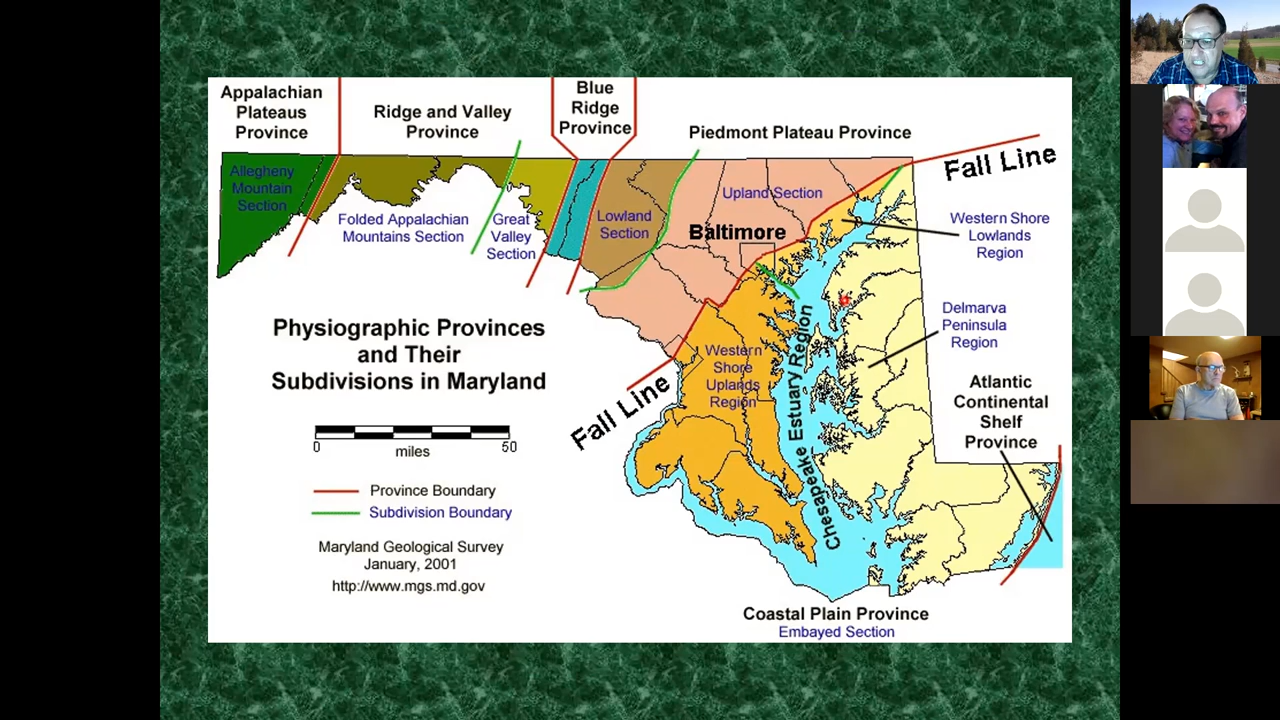 Appalachian
Plateaus
Province
Ridge and Valley
Province
Blue
Ridge
Province
Piedmont Plateau Province
Fall Line
Allegheny
Mountain
Section
Folded Appalachian
Mountains Section
Great
Valley
Section
Lowland
Section
Upland Section
Baltimore
Western Shore
Lowlands
Region
Delmarva
Peninsula
Region
Physiographic Provinces
and Their
Subdivisions in Maryland
Western
Shore
Uplands
Region
Chesapeake Estuary Region
Fall Line
Atlantic
Continental
Shelf
Province
0 50
miles
Province Boundary
Subdivision Boundary
Maryland Geological Survey
January, 2001
http://www.mgs.md.gov
Coastal Plain Province
Embayed Section